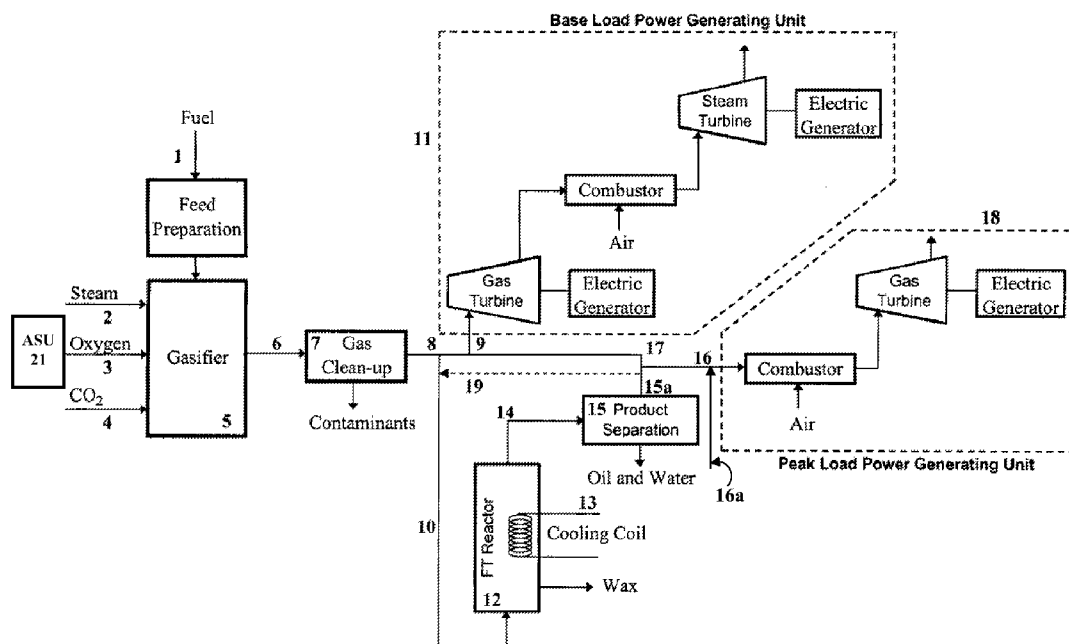 Base Load Power Generating Unit
Steam
Turbine
Electric
Generator
11
Fuel
1
Combustor
Feed
Preparation
Air
18
Gas
Turbine
Electric
Generator
Gas
Turbine
Electric
Generator
Steam
2
ASU
21
Oxygen
3
Gasifier
6
7 Gas
Clean-up
8
9
17
16
Combustor
19
15a
CO2
4
5
Contaminants
14
15 Product
Separation
Air
Oil and Water
Peak Load Power Generating Unit
16a
13
10
FT Reactor
Cooling Coil
Wax
12